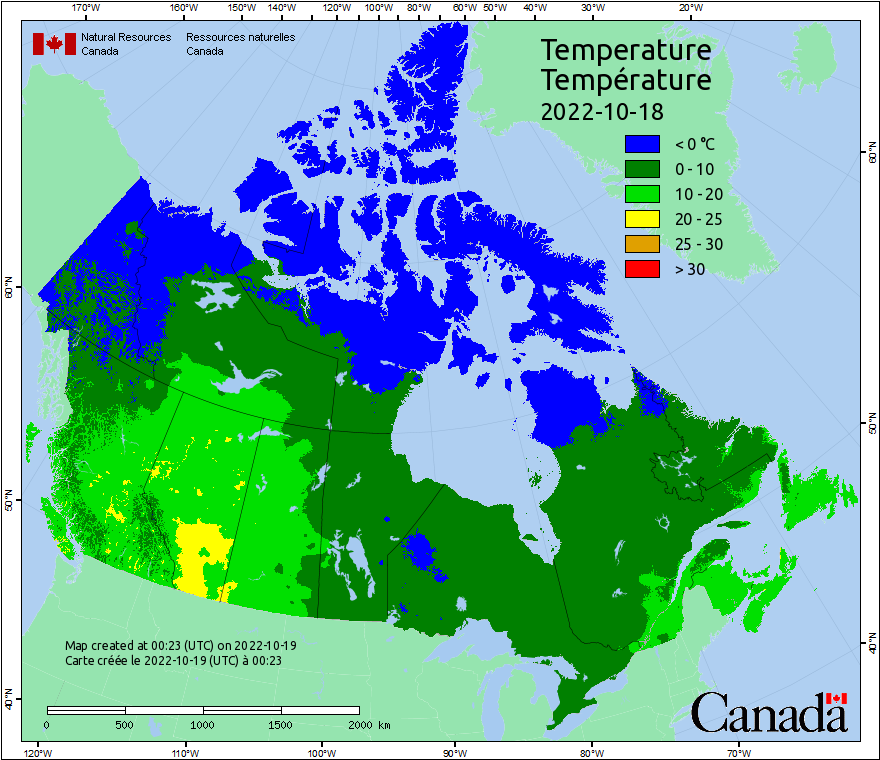 170°W 160°W 150°W 140°W 120°W 100°W 80°W 60°W 50°W 40°W 30°W 20°W
Natural Resources Ressources naturelles
Canada Canada
Temperature
Température
2022-10-18
< 0 °C
0 - 10
10 - 20
20 - 25
25 - 30
> 30
60°N
60°N
50°N
50°N
40°N
40°N
Map created at 00:23 (UTC) on 2022-10-19
Carte créée le 2022-10-19 (UTC) à 00:23
0 500 1000 1500 2000 km
Canada
120°W 110°W 100°W 90°W 80°W 70°W